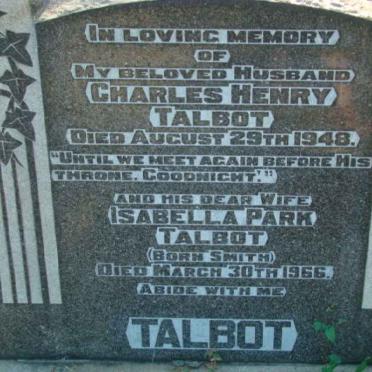 IN LOVING MEMORY
OF
MY BELOVED HUSBAND
CHARLES HENRY
TALBOT
DIED AUGUST 29TH 1948.
"UNTIL WE MEET AGAIN BEFORE HIS
THRONE, GOODNIGHT."
AND HIS DEAR WIFE
ISABELLA PARK
TALBOT
(BORN SMITH)
DIED MARCH 30TH 1966.
ABIDE WITH ME
TALBOT